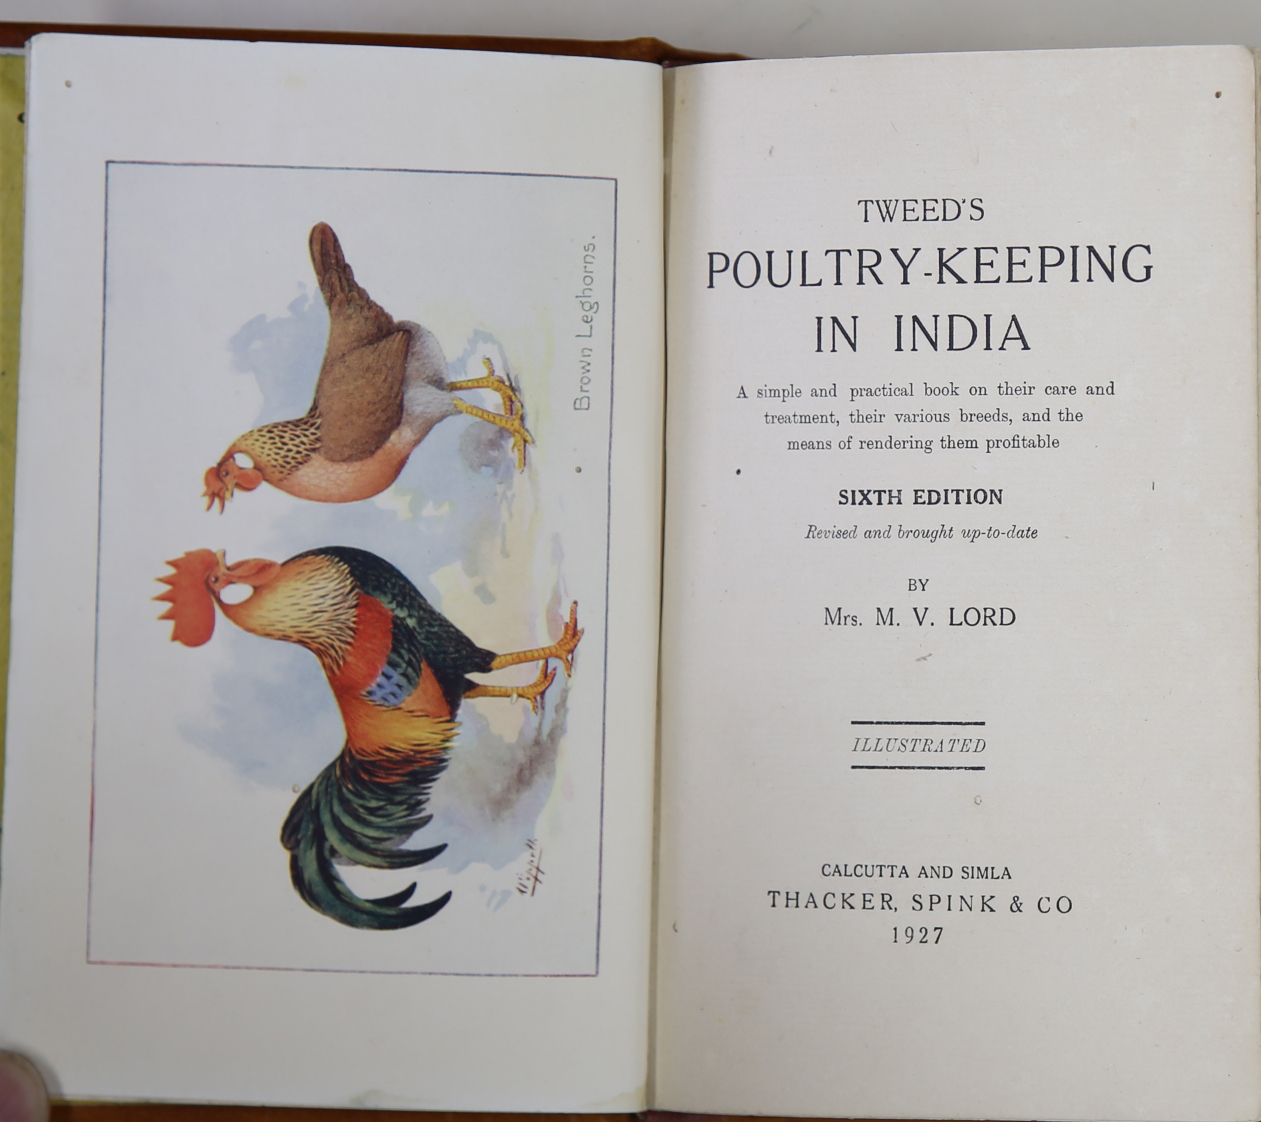 Brown Leghorns.
TWEED'S
POULTRY-KEEPING
IN INDIA
A simple and practical book on their care and
treatment, their various breeds, and the
means of rendering them profitable
SIXTH EDITION
Revised and brought up-to-date
BY
Mrs. M. V. LORD
ILLUSTRATED
CALCUTTA AND SIMLA
THACKER, SPINK & CO
1927